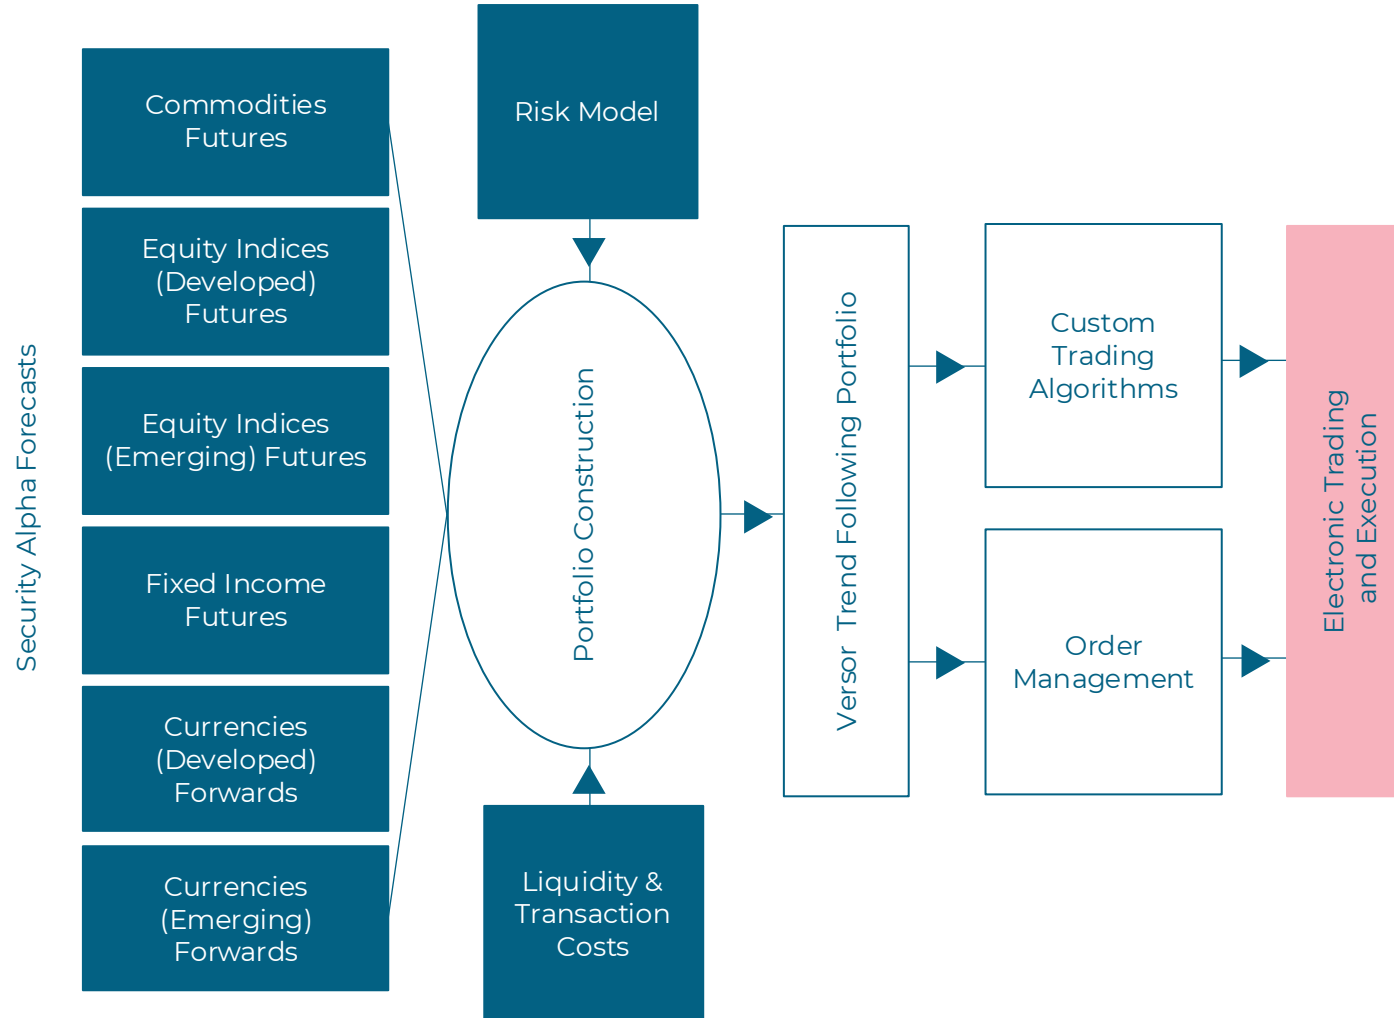 Security Alpha Forecasts
Commodities
Futures
Equity Indices
(Developed)
Futures
Equity Indices
(Emerging) Futures
Fixed Income
Futures
Currencies
(Developed)
Forwards
Currencies
(Emerging)
Forwards
Risk Model
Portfolio Construction
Liquidity &
Transaction
Costs
Versor Trend Following Portfolio
Custom
Trading
Algorithms
Order
Management
Electronic Trading
and Execution